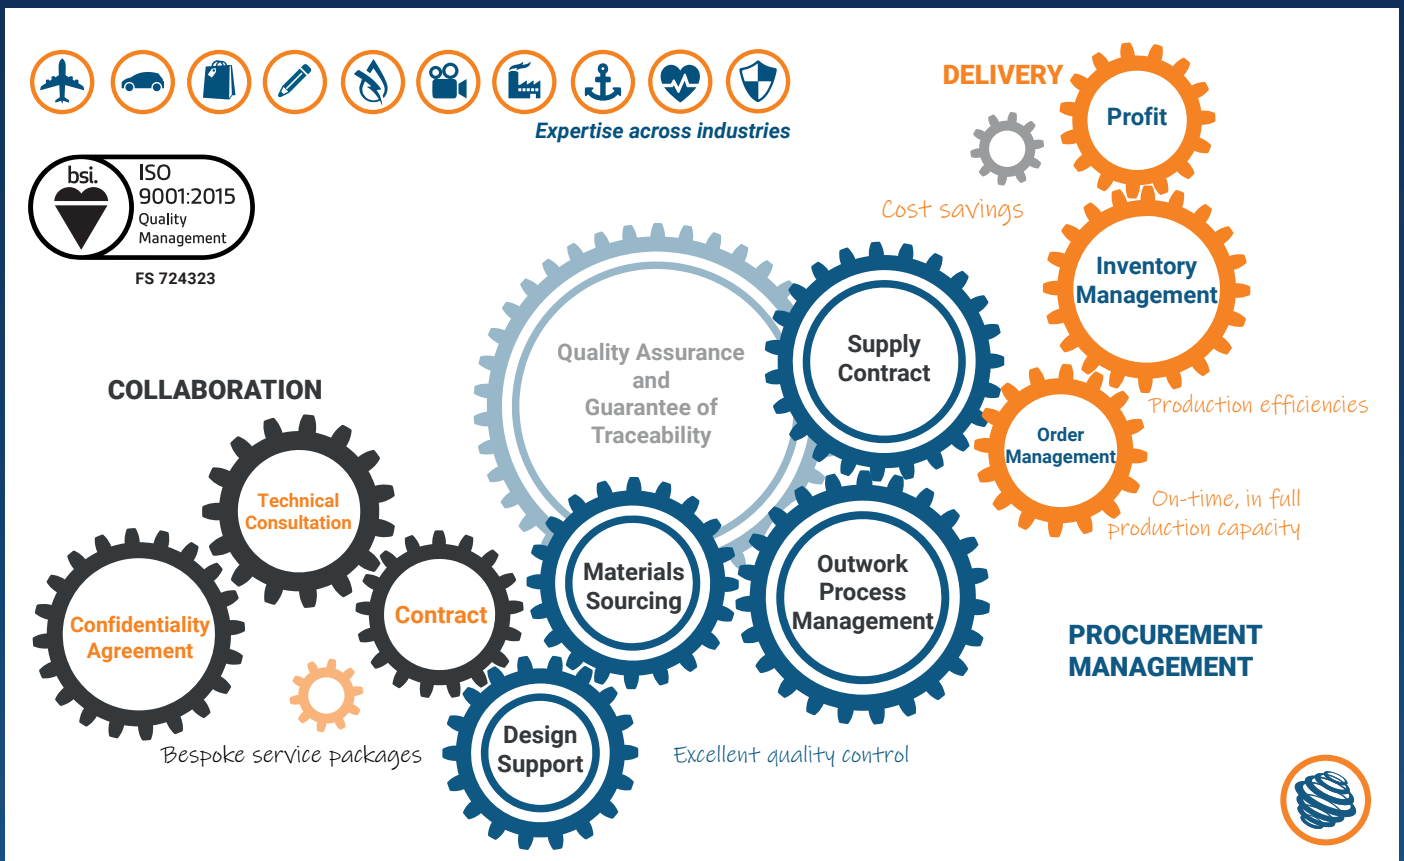 Expertise across industries
bsi.
ISO
9001:2015
Quality
Management
FS 724323
DELIVERY
Profit
Cost savings
Inventory
Management
Production efficiencies
Order
Management
On-time, in full
production capacity
Quality Assurance
and
Guarantee of
Traceability
Supply
Contract
COLLABORATION
Technical
Consultation
Confidentiality
Agreement
Contract
Bespoke service packages
Materials
Sourcing
Outwork
Process
Management
Design
Support
Excellent quality control
PROCUREMENT
MANAGEMENT